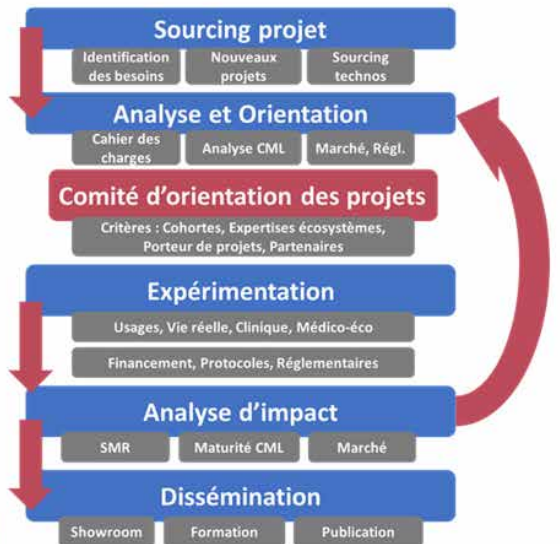 Sourcing projet
Identification des besoins
Nouveaux projets
Sourcing technos
Analyse et Orientation
Cahier des charges
Analyse CML
Marché, Régl.
Comité d'orientation des projets
Critères : Cohortes, Expertises écosystèmes,
Porteur de projets, Partenaires
Expérimentation
Usages, Vie réelle, Clinique, Médico-éco
Financement, Protocoles, Réglementaires
Analyse d'impact
SMR
Maturité CML
Marché
Dissémination
Showroom
Formation
Publication